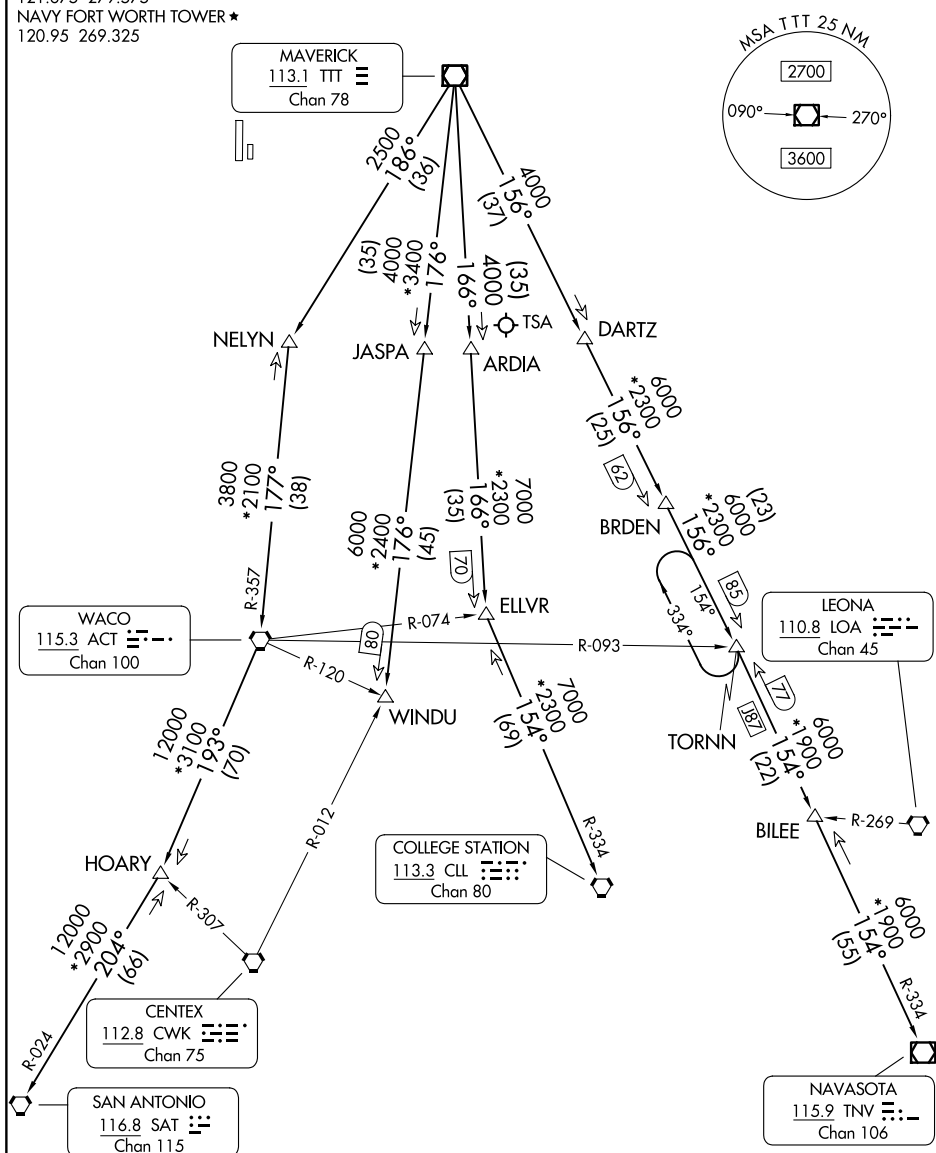 NAVY FORT WORTH TOWER ★
120.95 269.325
MAVERICK
113.1 TTT
Chan 78
MSA TTT 25 NM
2700
090°
270°
3600
2500
186°
(36)
(35)
4000
*3400
176°
(35)
4000
166°
4000
156°
(37)
TSA
NELYN
JASPA
ARDIA
DARTZ
3800
*2100
177°
(38)
6000
*2400
176°
(45)
7000
*2300
166°
(35)
6000
*2300
156°
(25)
62
BRDEN
(23)
6000
*2300
156°
70
85
154°
334°
R-357
WACO
115.3 ACT
Chan 100
R-074
ELLVR
80
R-093
R-120
WINDU
LEONA
110.8 LOA
Chan 45
77
TORNN
J87
6000
*1900
154°
(22)
12000
*3100
193°
(70)
7000
*2300
154°
(69)
R-012
R-334
BILEE
R-269
HOARY
COLLEGE STATION
113.3 CLL
Chan 80
R-307
12000
*2900
204°
(66)
6000
*1900
154°
(55)
R-334
CENTEX
112.8 CWK
Chan 75
R-024
SAN ANTONIO
116.8 SAT
Chan 115
NAVASOTA
115.9 TNV
Chan 106